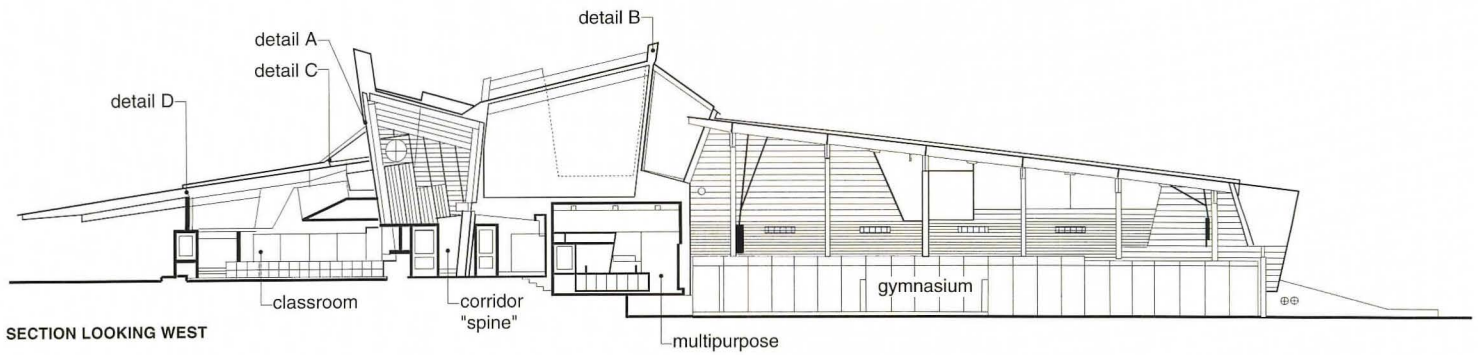 detail B
detail A
detail C
detail D
gymnasium
classroom
corridor
"spine"
SECTION LOOKING WEST
multipurpose